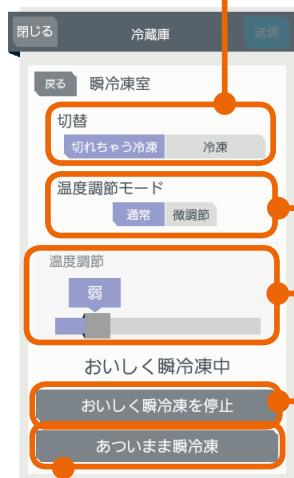 閉じる 冷蔵庫 送信
戻る 瞬冷凍室
切替
切れちゃう冷凍 冷凍
温度調節モード
通常 微調節
温度調節
弱
おいしく瞬冷凍中
おいしく瞬冷凍を停止
あついまま瞬冷凍